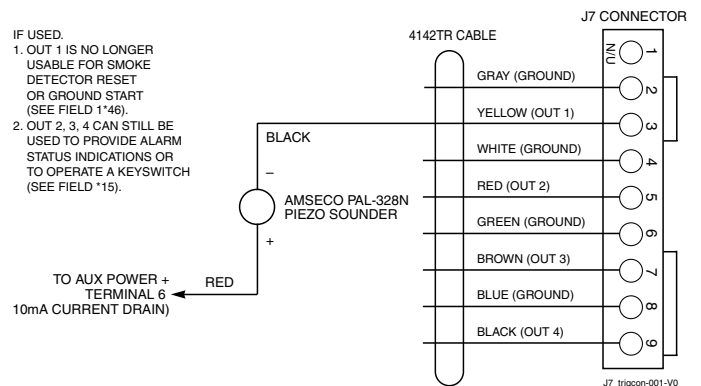 IF USED.
1. OUT 1 IS NO LONGER
USABLE FOR SMOKE
DETECTOR RESET
OR GROUND START
(SEE FIELD 1*46).
2. OUT 2, 3, 4 CAN STILL BE
USED TO PROVIDE ALARM
STATUS INDICATIONS OR
TO OPERATE A KEYSWITCH
(SEE FIELD *15).
4142TR CABLE
J7 CONNECTOR
N/U
1
GRAY (GROUND)
2
YELLOW (OUT 1)
3
BLACK
WHITE (GROUND)
4
–
RED (OUT 2)
5
AMSECO PAL-328N
PIEZO SOUNDER
GREEN (GROUND)
6
+
BROWN (OUT 3)
7
TO AUX POWER +
TERMINAL 6
10mA CURRENT DRAIN)
RED
BLUE (GROUND)
8
BLACK (OUT 4)
9
J7_trigcon-001-V0